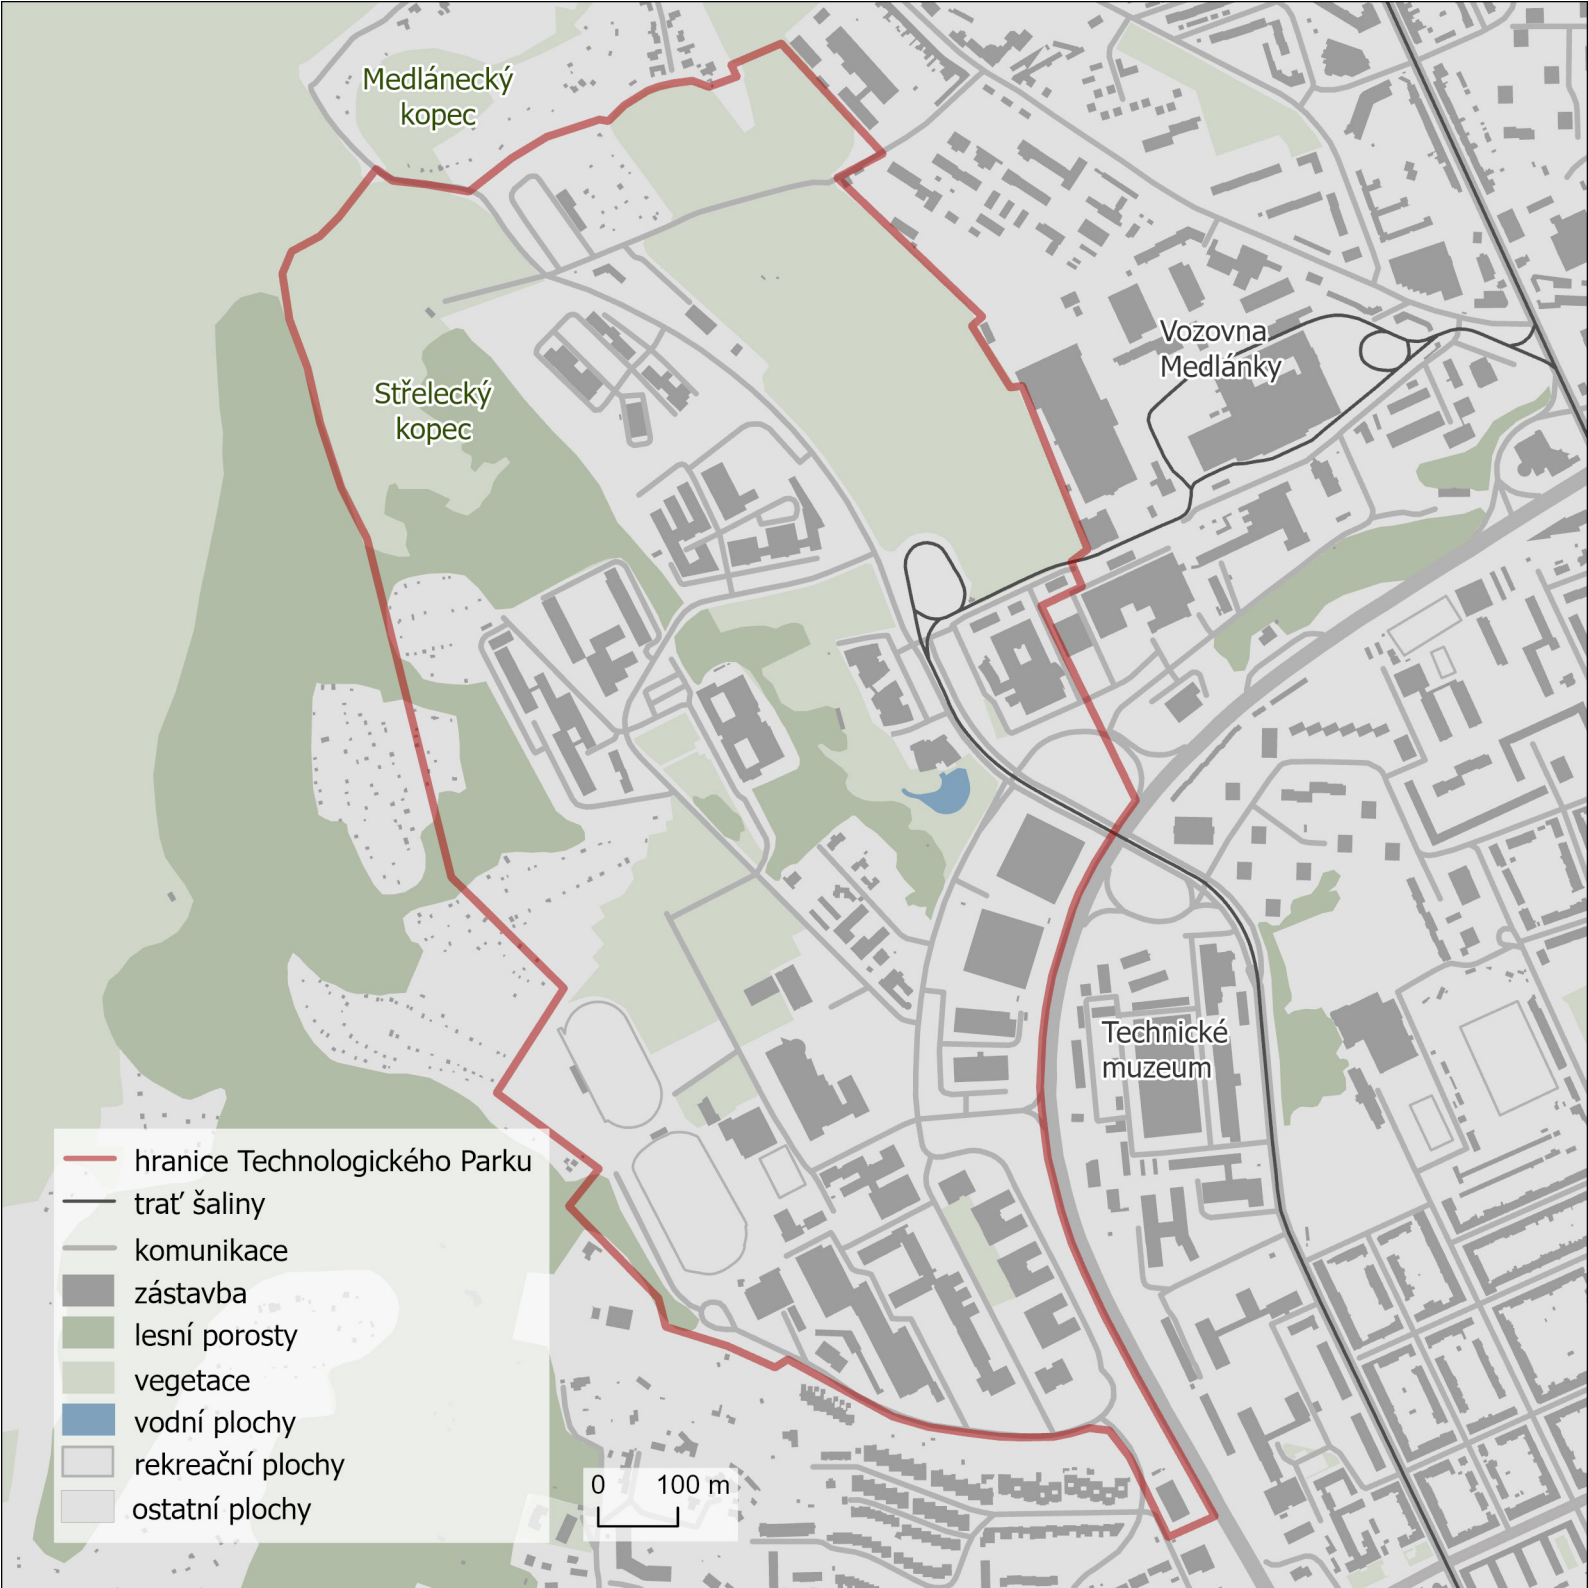 Medlánecký
kopec
Vozovna
Medlánky
Střelecký
kopec
Technické
muzeum
hranice Technologického Parku
trať šaliny
komunikace
zástavba
lesní porosty
vegetace
vodní plochy
rekreační plochy
ostatní plochy
0 100 m